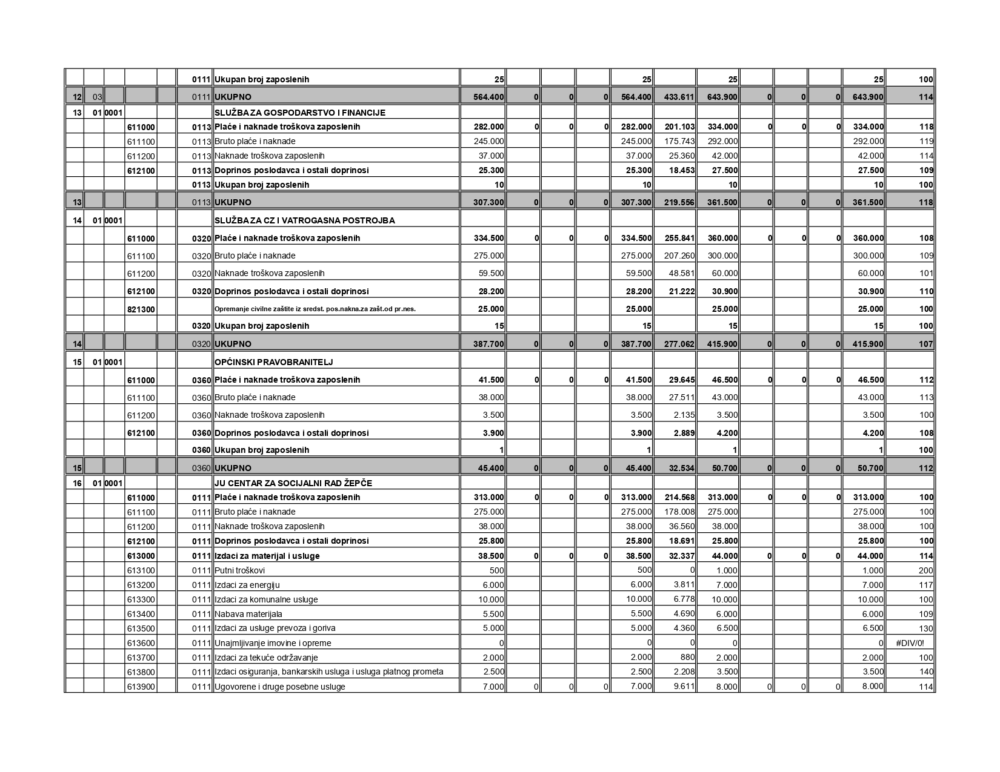 0111 Ukupan broj zaposlenih 25 25 25 25 100
12 03 0111 UKUPNO 564.400 0 0 0 564.400 433.611 643.900 0 0 0 643.900 114
13 01 0001 SLUŽBA ZA GOSPODARSTVO I FINANCIJE
611000 0113 Plaće i naknade troškova zaposlenih 282.000 0 0 0 282.000 201.103 334.000 0 0 0 334.000 118
611100 0113 Bruto plaće i naknade 245.000 245.000 175.743 292.000 292.000 119
611200 0113 Naknade troškova zaposlenih 37.000 37.000 25.360 42.000 42.000 114
612100 0113 Doprinos poslodavca i ostali doprinosi 25.300 25.300 18.453 27.500 27.500 109
0113 Ukupan broj zaposlenih 10 10 10 10 100
13 0113 UKUPNO 307.300 0 0 0 307.300 219.556 361.500 0 0 0 361.500 118
14 01 0001 SLUŽBA ZA CZ I VATROGASNA POSTROJBA
611000 0320 Plaće i naknade troškova zaposlenih 334.500 0 0 0 334.500 255.841 360.000 0 0 0 360.000 108
611100 0320 Bruto plaće i naknade 275.000 275.000 207.260 300.000 300.000 109
611200 0320 Naknade troškova zaposlenih 59.500 59.500 48.581 60.000 60.000 101
612100 0320 Doprinos poslodavca i ostali doprinosi 28.200 28.200 21.222 30.900 30.900 110
821300 Opremanje civilne zaštite iz sredst. pos.nakna.za zašt.od pr.nes. 25.000 25.000 25.000 25.000 100
0320 Ukupan broj zaposlenih 15 15 15 15 100
14 0320 UKUPNO 387.700 0 0 0 387.700 277.062 415.900 0 0 0 415.900 107
15 01 0001 OPĆINSKI PRAVOBRANITELJ
611000 0360 Plaće i naknade troškova zaposlenih 41.500 0 0 0 41.500 29.645 46.500 0 0 0 46.500 112
611100 0360 Bruto plaće i naknade 38.000 38.000 27.511 43.000 43.000 113
611200 0360 Naknade troškova zaposlenih 3.500 3.500 2.135 3.500 3.500 100
612100 0360 Doprinos poslodavca i ostali doprinosi 3.900 3.900 2.889 4.200 4.200 108
0360 Ukupan broj zaposlenih 1 1 1 1 100
15 0360 UKUPNO 45.400 0 0 0 45.400 32.534 50.700 0 0 0 50.700 112
16 01 0001 JU CENTAR ZA SOCIJALNI RAD ŽEPČE
611000 0111 Plaće i naknade troškova zaposlenih 313.000 0 0 0 313.000 214.568 313.000 0 0 0 313.000 100
611100 0111 Bruto plaće i naknade 275.000 275.000 178.008 275.000 275.000 100
611200 0111 Naknade troškova zaposlenih 38.000 38.000 36.560 38.000 38.000 100
612100 0111 Doprinos poslodavca i ostali doprinosi 25.800 25.800 18.691 25.800 25.800 100
613000 0111 Izdaci za materijal i usluge 38.500 0 0 0 38.500 32.337 44.000 0 0 0 44.000 114
613100 0111 Putni troškovi 500 500 0 1.000 1.000 200
613200 0111 Izdaci za energiju 6.000 6.000 3.811 7.000 7.000 117
613300 0111 Izdaci za komunalne usluge 10.000 10.000 6.778 10.000 10.000 100
613400 0111 Nabava materijala 5.500 5.500 4.690 6.000 6.000 109
613500 0111 Izdaci za usluge prevoza i goriva 5.000 5.000 4.360 6.500 6.500 130
613600 0111 Unajmljivanje imovine i opreme 0 0 0 0 0 #DIV/0!
613700 0111 Izdaci za tekuće održavanje 2.000 2.000 880 2.000 2.000 100
613800 0111 Izdaci osiguranja, bankarskih usluga i usluga platnog prometa 2.500 2.500 2.208 3.500 3.500 140
613900 0111 Ugovorene i druge posebne usluge 7.000 0 0 0 7.000 9.611 8.000 0 0 0 8.000 114